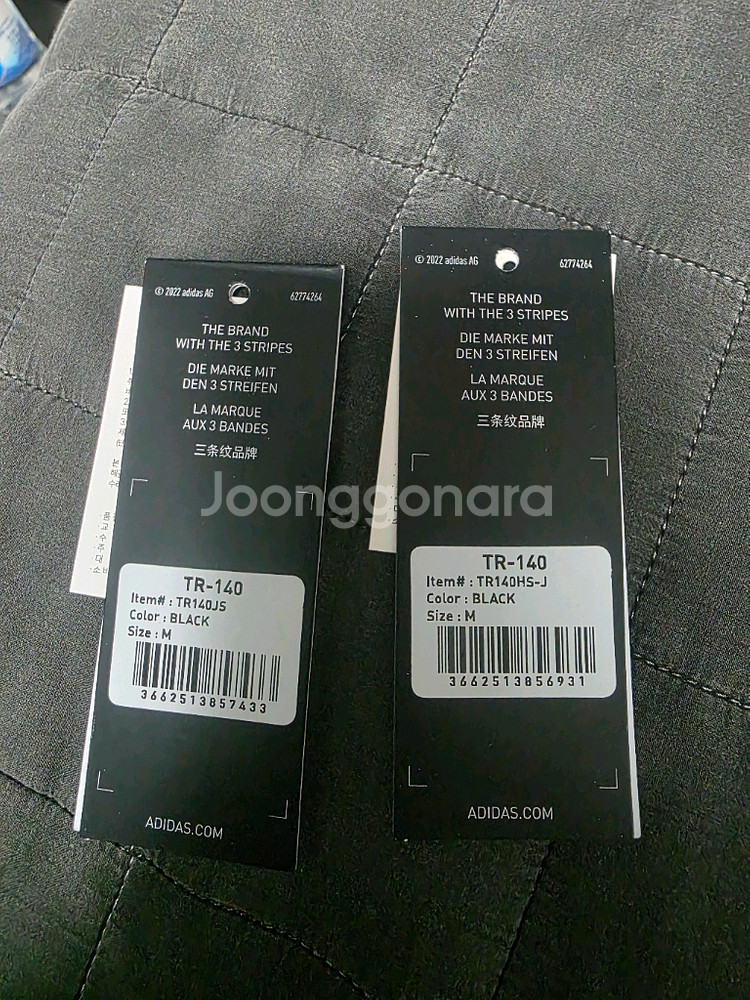 © 2022 adidas AG
62774264
THE BRAND
WITH THE 3 STRIPES
DIE MARKE MIT
DEN 3 STREIFEN
LA MARQUE
AUX 3 BANDES
三条纹品牌
TR-140
Item# : TR140JS
Color : BLACK
Size : M
3662513857433
ADIDAS.COM
© 2022 adidas AG
62774264
THE BRAND
WITH THE 3 STRIPES
DIE MARKE MIT
DEN 3 STREIFEN
LA MARQUE
AUX 3 BANDES
三条纹品牌
TR-140
Item# : TR140HS-J
Color : BLACK
Size : M
3662513856931
ADIDAS.COM
Joonggonara